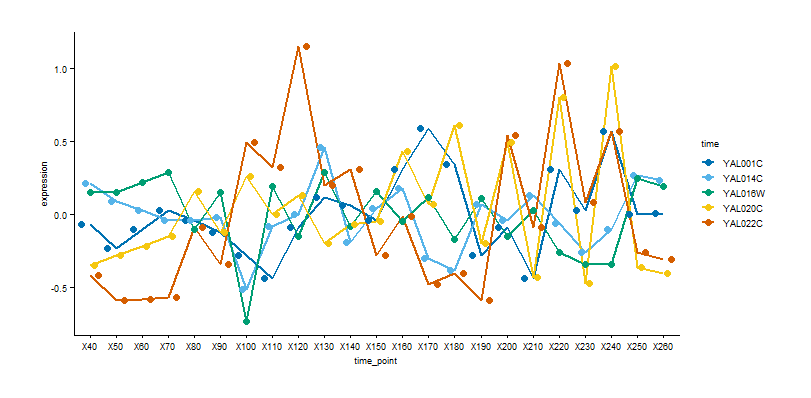 1.0
0.5
0.0
-0.5
expression
X40 X50 X60 X70 X80 X90 X100 X110 X120 X130 X140 X150 X160 X170 X180 X190 X200 X210 X220 X230 X240 X250 X260
time_point
time
YAL001C
YAL014C
YAL016W
YAL020C
YAL022C